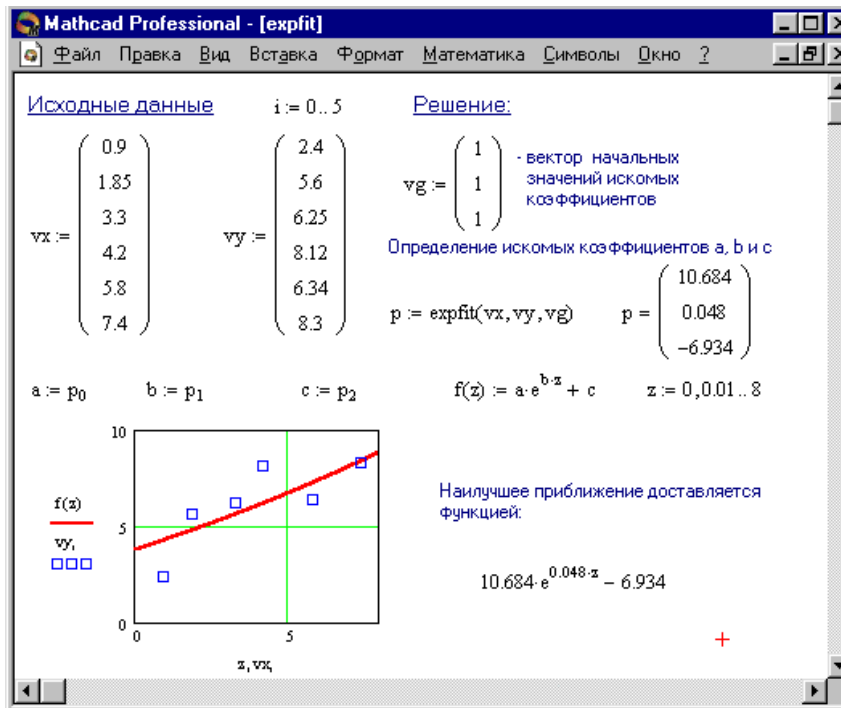 Mathcad Professional - [expfit]
Файл Правка Вид Вставка Формат Математика Символы Окно ?
Исходные данные i := 0.. 5 Решение:
vx := ( 0.9 1.85 3.3 4.2 5.8 7.4 )
vy := ( 2.4 5.6 6.25 8.12 6.34 8.3 )
vg := ( 1 1 1 )
- вектор начальных
значений искомых
коэффициентов
Определение искомых коэффициентов a, b и c
p := expfit(vx,vy,vg) p = ( 10.684 0.048 −6.934 )
a := p₀ b := p₁ c := p₂ f(z) := a·e^(b·z) + c z := 0,0.01.. 8
10
f(z)
5
vyᵢ
0
0 5
z,vxᵢ
Наилучшее приближение доставляется
функцией:
10.684·e^(0.048·z) − 6.934